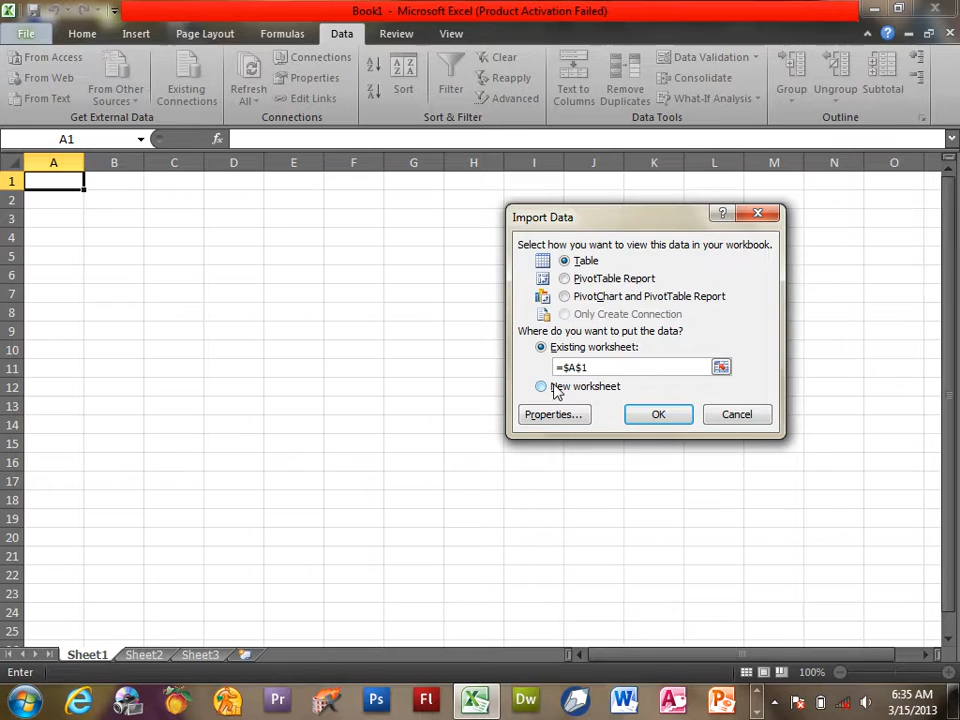 Book1 - Microsoft Excel (Product Activation Failed)
File Home Insert Page Layout Formulas Data Review View
From Access
From Web
From Text
From Other Sources
Existing Connections
Get External Data
Refresh All
Connections
Properties
Edit Links
Connections
Sort
Filter
Clear
Reapply
Advanced
Sort & Filter
Text to Columns
Remove Duplicates
Data Validation
Consolidate
What-If Analysis
Data Tools
Group
Ungroup
Subtotal
Outline
A1 fx
A B C D E F G H I J K L M N O
1
2
3
4
5
6
7
8
9
10
11
12
13
14
15
16
17
18
19
20
21
22
23
24
25
Import Data
Select how you want to view this data in your workbook.
Table
PivotTable Report
PivotChart and PivotTable Report
Only Create Connection
Where do you want to put the data?
Existing worksheet:
=$A$1
New worksheet
Properties... OK Cancel
Sheet1 Sheet2 Sheet3
Enter 100%
Pr Ps Fl Dw W A P
6:35 AM
3/15/2013